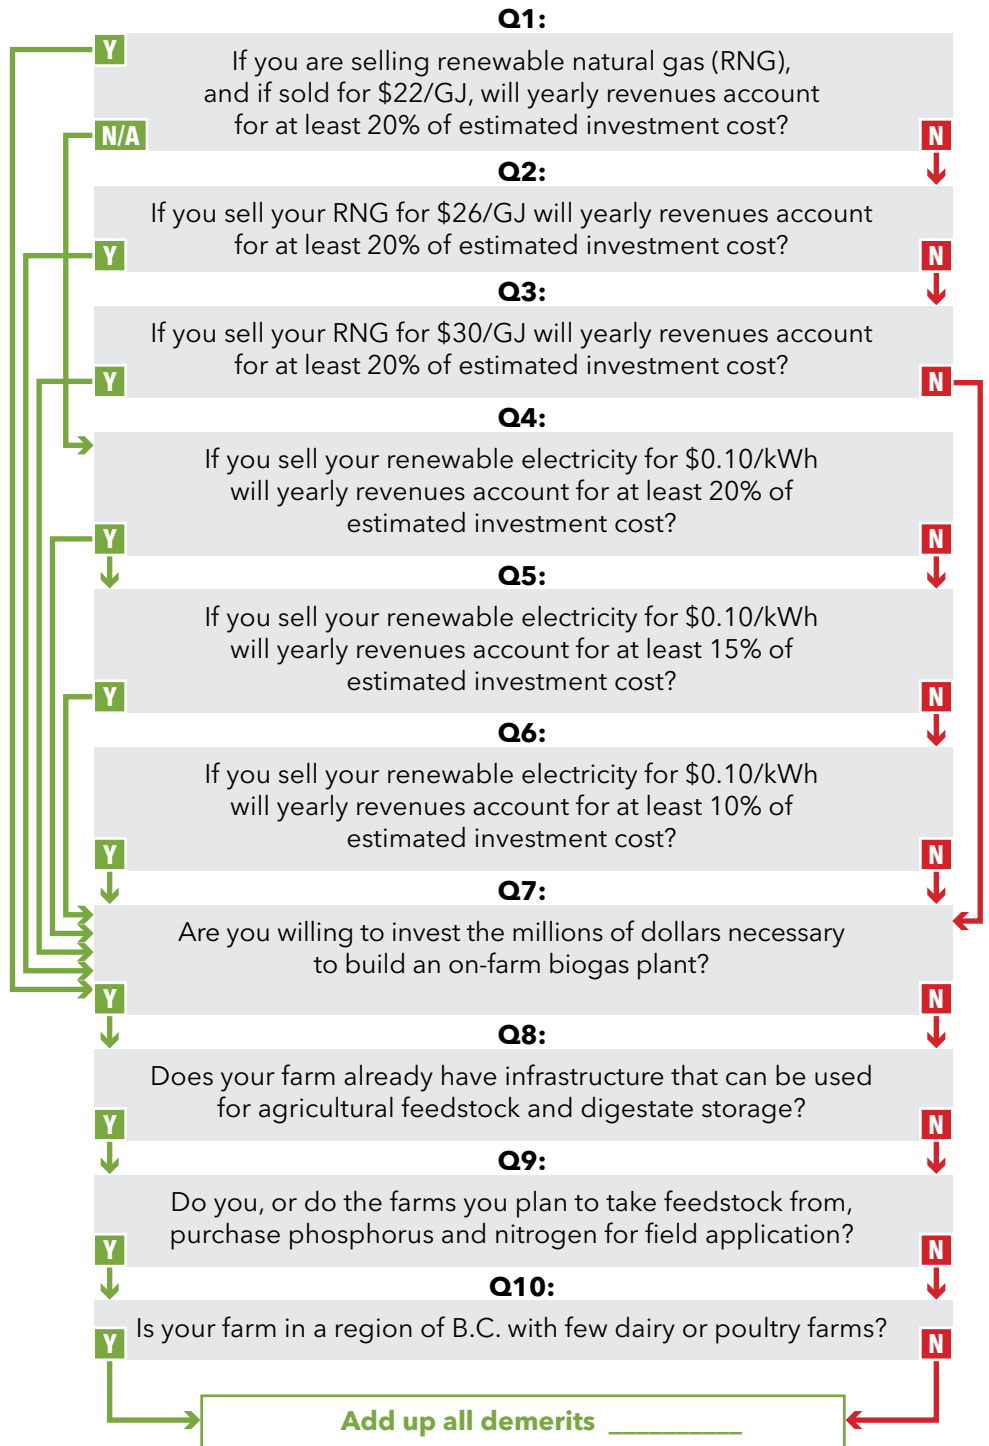 Q1:
Y
If you are selling renewable natural gas (RNG),
and if sold for $22/GJ, will yearly revenues account
for at least 20% of estimated investment cost?
N/A
N
Q2:
If you sell your RNG for $26/GJ will yearly revenues account
for at least 20% of estimated investment cost?
Y
N
Q3:
If you sell your RNG for $30/GJ will yearly revenues account
for at least 20% of estimated investment cost?
Y
N
Q4:
If you sell your renewable electricity for $0.10/kWh
will yearly revenues account for at least 20% of
estimated investment cost?
Y
N
Q5:
If you sell your renewable electricity for $0.10/kWh
will yearly revenues account for at least 15% of
estimated investment cost?
Y
N
Q6:
If you sell your renewable electricity for $0.10/kWh
will yearly revenues account for at least 10% of
estimated investment cost?
Y
N
Q7:
Are you willing to invest the millions of dollars necessary
to build an on-farm biogas plant?
Y
N
Q8:
Does your farm already have infrastructure that can be used
for agricultural feedstock and digestate storage?
Y
N
Q9:
Do you, or do the farms you plan to take feedstock from,
purchase phosphorus and nitrogen for field application?
Y
N
Q10:
Is your farm in a region of B.C. with few dairy or poultry farms?
Y
N
Add up all demerits __________